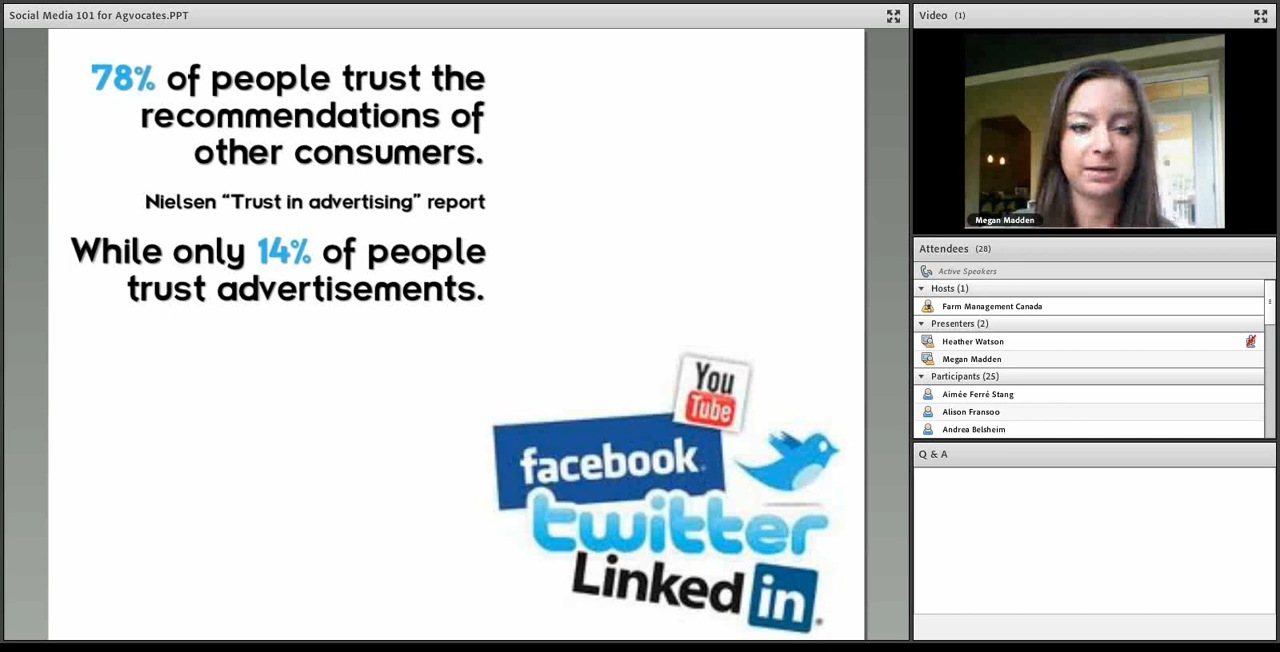 Social Media 101 for Agvocates.PPT
78% of people trust the
recommendations of
other consumers.
Nielsen “Trust in advertising” report
While only 14% of people
trust advertisements.
You
Tube
facebook
twitter
Linked in
Video (1)
Megan Madden
Attendees (28)
Active Speakers
Hosts (1)
Farm Management Canada
Presenters (2)
Heather Watson
Megan Madden
Participants (25)
Aimée Ferré Stang
Alison Fransoo
Andrea Belsheim
Q & A